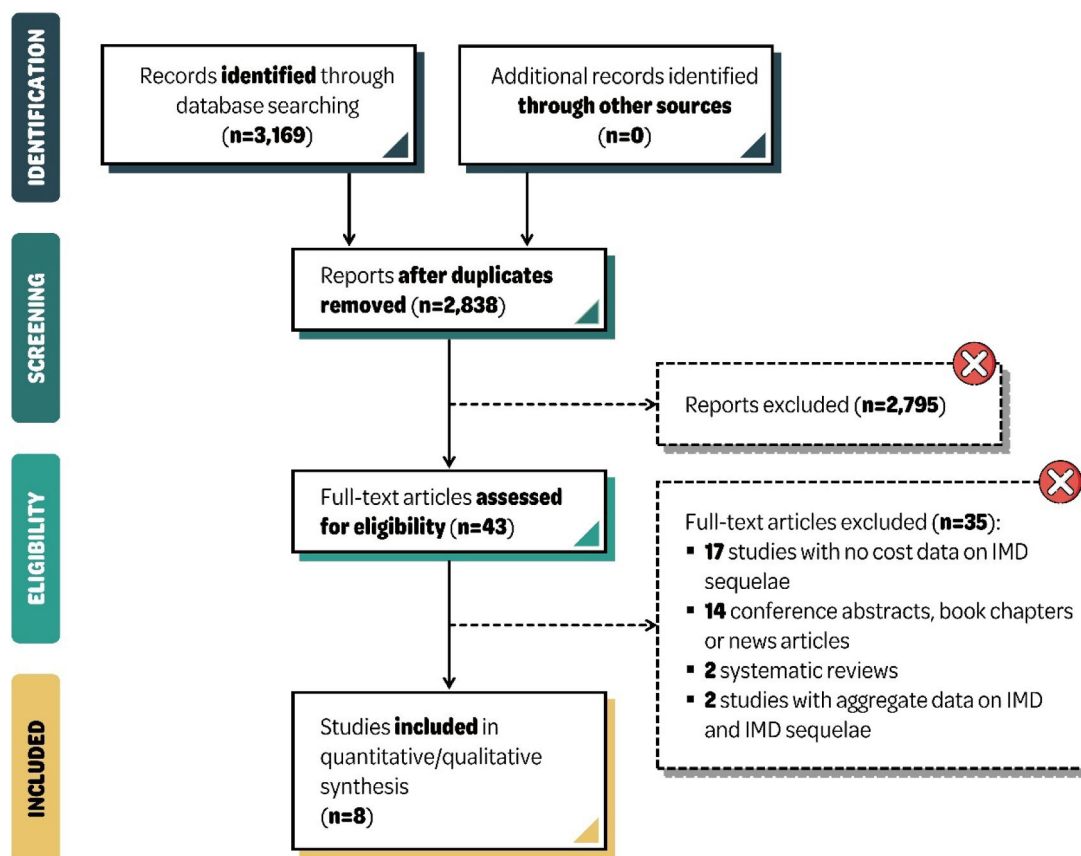 IDENTIFICATION
Records identified through
database searching
(n=3,169)
Additional records identified
through other sources
(n=0)
SCREENING
Reports after duplicates
removed (n=2,838)
Reports excluded (n=2,795)
ELIGIBILITY
Full-text articles assessed
for eligibility (n=43)
Full-text articles excluded (n=35):
▪ 17 studies with no cost data on IMD
sequelae
▪ 14 conference abstracts, book chapters
or news articles
▪ 2 systematic reviews
▪ 2 studies with aggregate data on IMD
and IMD sequelae
INCLUDED
Studies included in
quantitative/qualitative
synthesis
(n=8)